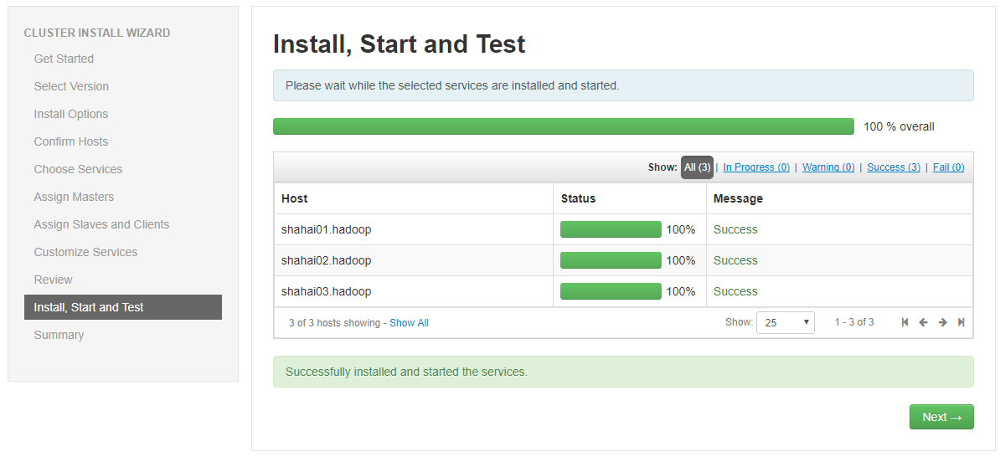 CLUSTER INSTALL WIZARD
Get Started
Select Version
Install Options
Confirm Hosts
Choose Services
Assign Masters
Assign Slaves and Clients
Customize Services
Review
Install, Start and Test
Summary
Install, Start and Test
Please wait while the selected services are installed and started.
100 % overall
Show: All (3) | In Progress (0) | Warning (0) | Success (3) | Fail (0)
Host Status Message
shahai01.hadoop 100% Success
shahai02.hadoop 100% Success
shahai03.hadoop 100% Success
3 of 3 hosts showing - Show All Show: 25 1 - 3 of 3
Successfully installed and started the services.
Next →